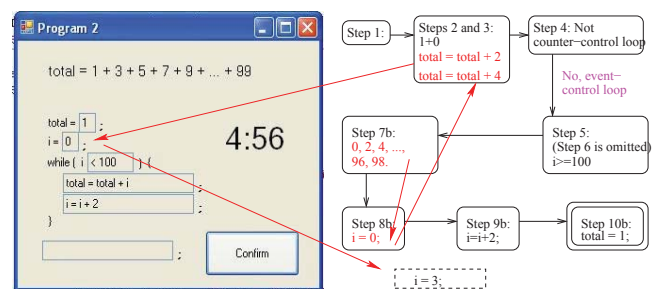 Program 2
total = 1 + 3 + 5 + 7 + 9 + ... + 99
total = 1 ;
i = 0 ;
while ( i < 100 ) {
total = total + i ;
i = i + 2 ;
}
;
4:56
Confirm
Step 1:
Steps 2 and 3:
1+0
total = total + 2
total = total + 4
Step 4: Not
counter−control loop
No, event−
control loop
Step 5:
(Step 6 is omitted)
i>=100
Step 7b:
0, 2, 4, ...,
96, 98.
Step 8b:
i = 0;
Step 9b:
i=i+2;
Step 10b:
total = 1;
i = 3;